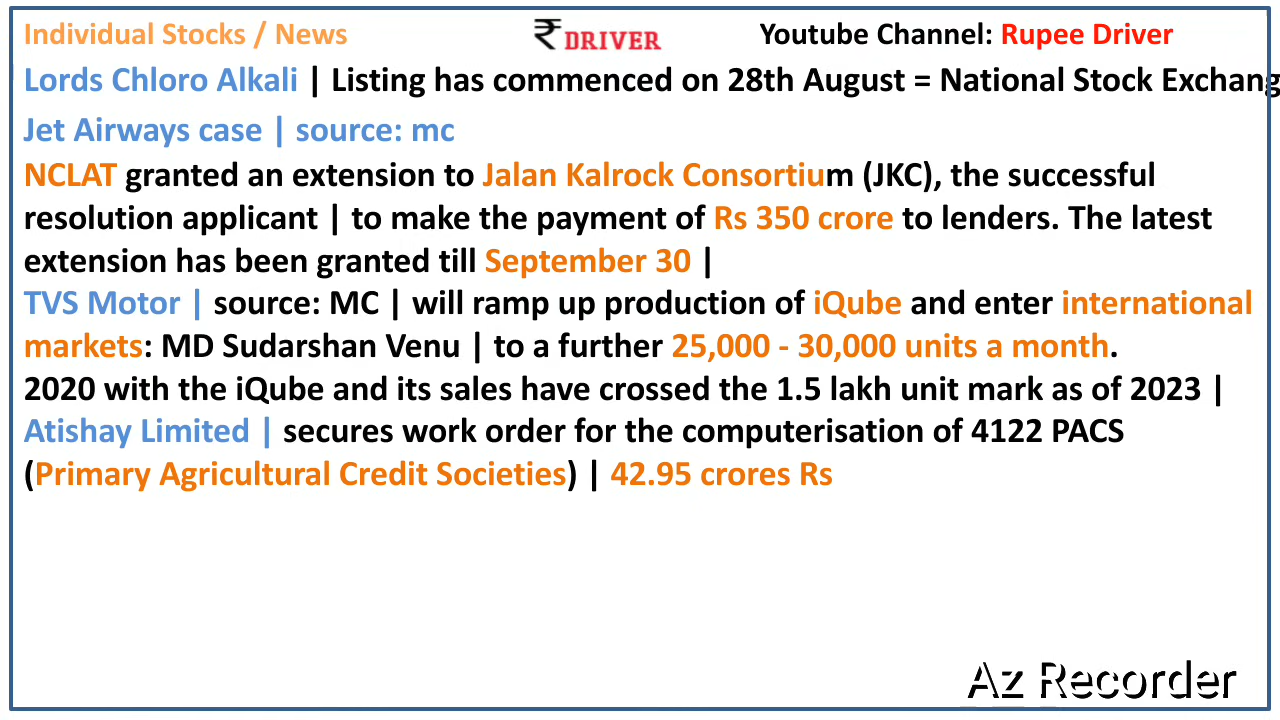 Individual Stocks / News
₹ DRIVER
Youtube Channel: Rupee Driver
Lords Chloro Alkali | Listing has commenced on 28th August = National Stock Exchang
Jet Airways case | source: mc
NCLAT granted an extension to Jalan Kalrock Consortium (JKC), the successful
resolution applicant | to make the payment of Rs 350 crore to lenders. The latest
extension has been granted till September 30 |
TVS Motor | source: MC | will ramp up production of iQube and enter international
markets: MD Sudarshan Venu | to a further 25,000 - 30,000 units a month.
2020 with the iQube and its sales have crossed the 1.5 lakh unit mark as of 2023 |
Atishay Limited | secures work order for the computerisation of 4122 PACS
(Primary Agricultural Credit Societies) | 42.95 crores Rs
Az Recorder